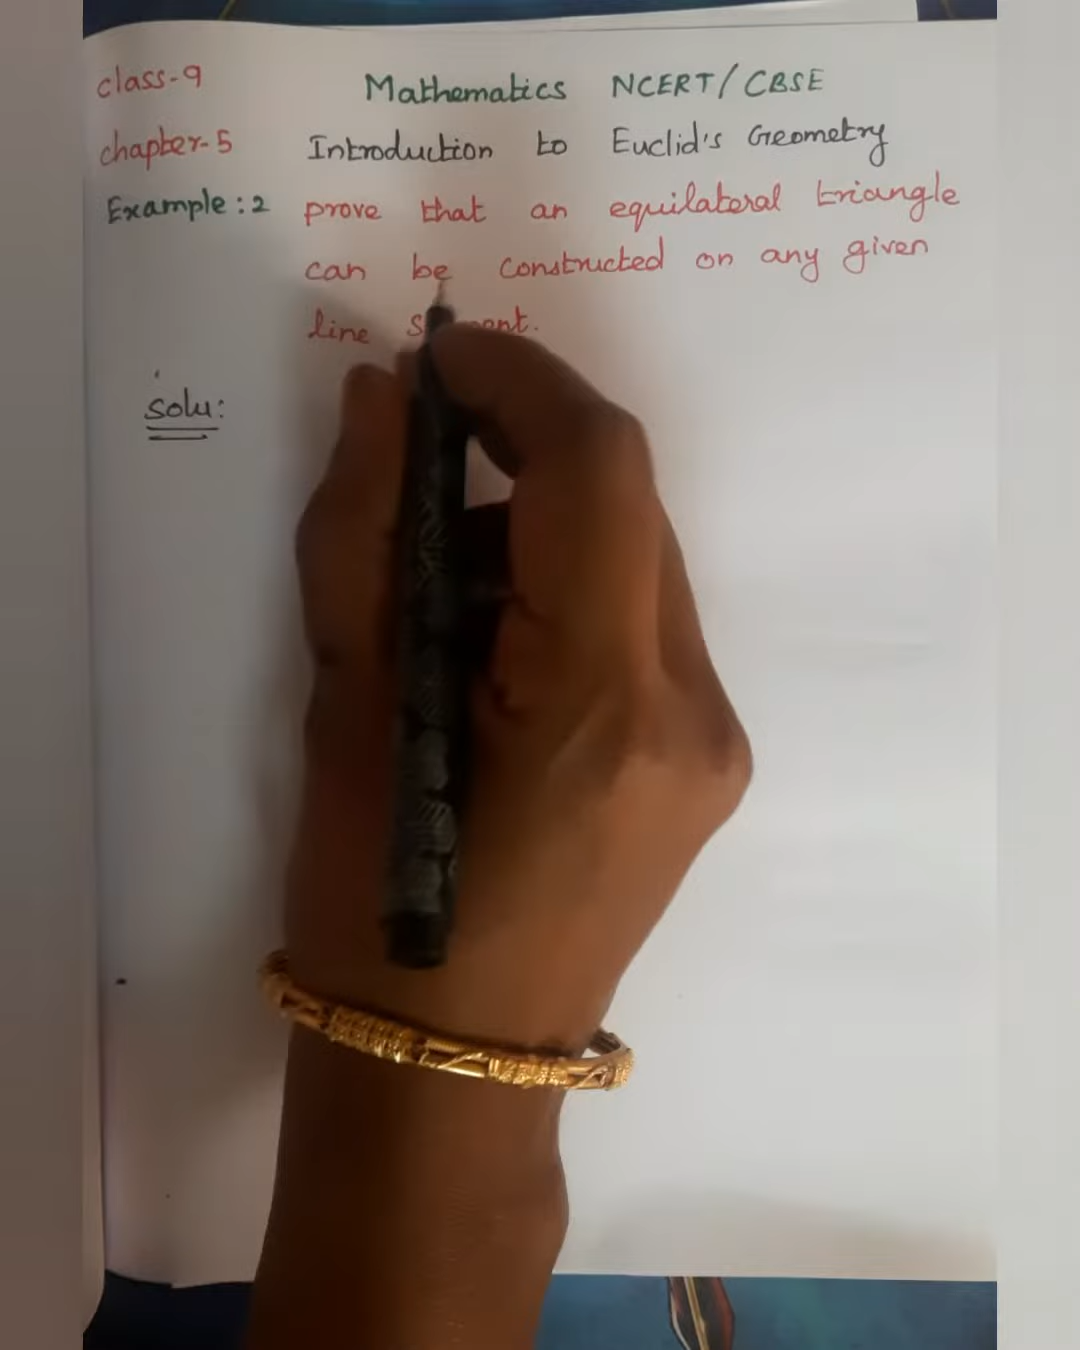 class-9 Mathematics NCERT/CBSE
chapter-5 Introduction to Euclid's Geometry
Example:2 prove that an equilateral triangle
can be constructed on any given
line
solu: